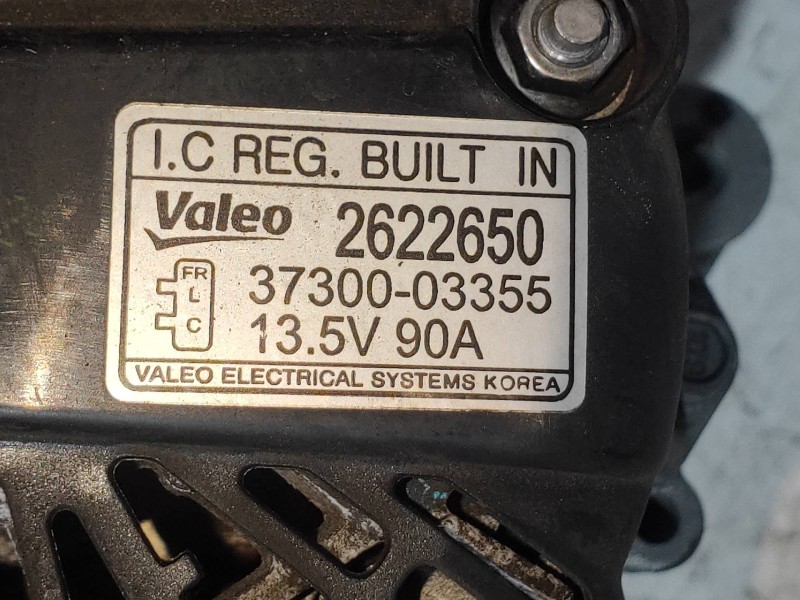 I.C REG. BUILT IN
Valeo 2622650
FR
L
C
37300-03355
13.5V 90A
VALEO ELECTRICAL SYSTEMS KOREA